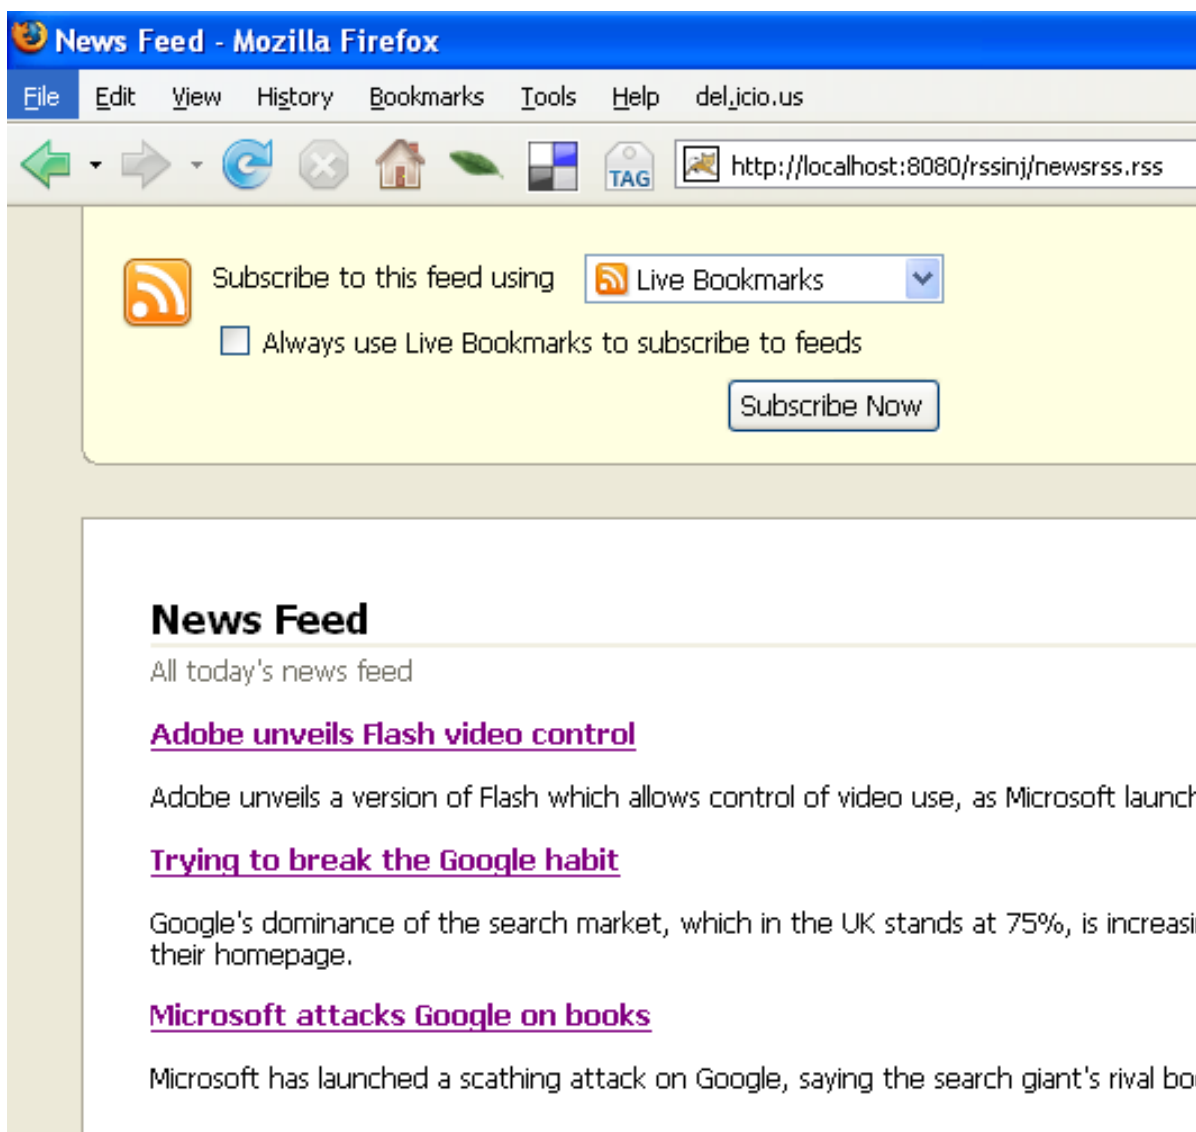 News Feed - Mozilla Firefox
File Edit View History Bookmarks Tools Help del.icio.us
TAG http://localhost:8080/rssinj/newsrss.rss
Subscribe to this feed using Live Bookmarks
Always use Live Bookmarks to subscribe to feeds
Subscribe Now
News Feed
All today's news feed
Adobe unveils Flash video control
Adobe unveils a version of Flash which allows control of video use, as Microsoft launch
Trying to break the Google habit
Google's dominance of the search market, which in the UK stands at 75%, is increasi
their homepage.
Microsoft attacks Google on books
Microsoft has launched a scathing attack on Google, saying the search giant's rival bo